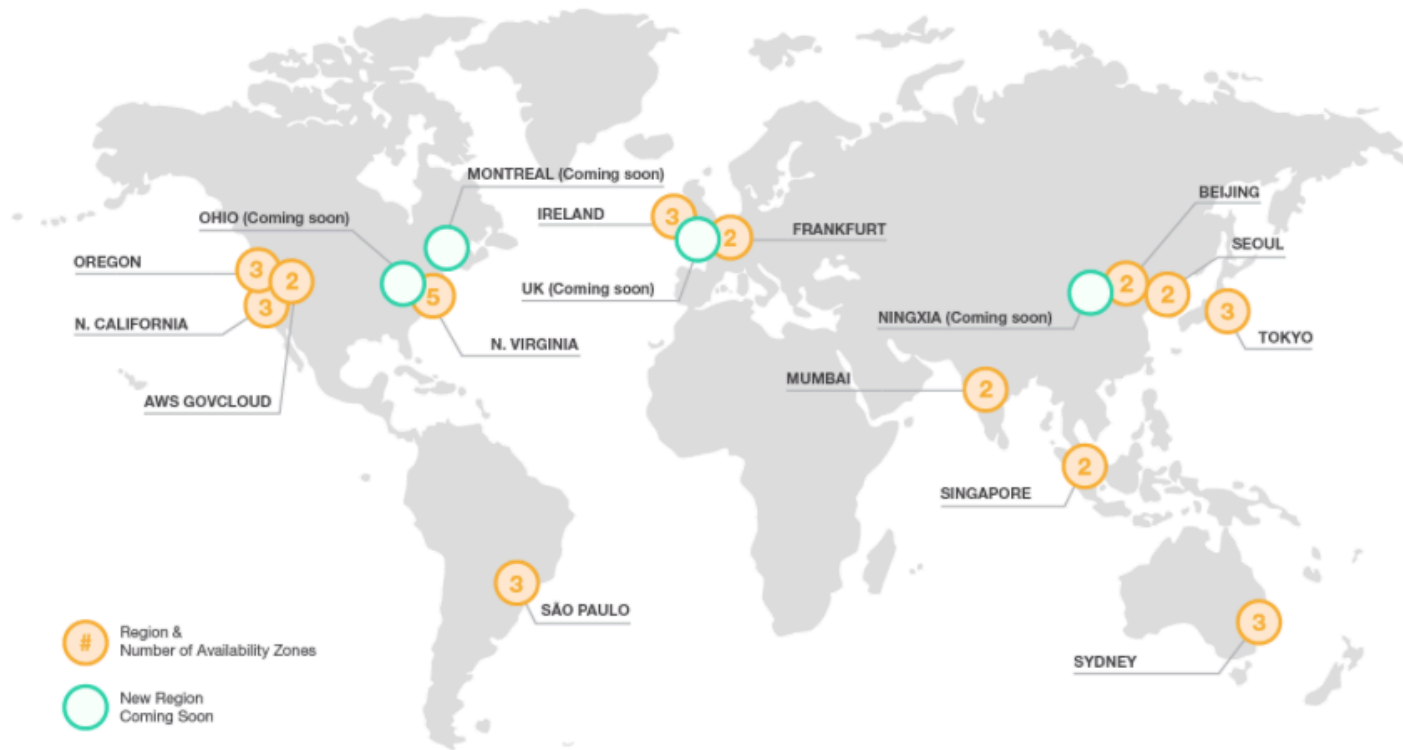 MONTREAL (Coming soon)
BEIJING
OHIO (Coming soon)
IRELAND
3
2
FRANKFURT
SEOUL
OREGON
3
2
UK (Coming soon)
2
2
N. CALIFORNIA
3
5
NINGXIA (Coming soon)
3
N. VIRGINIA
TOKYO
MUMBAI
2
AWS GOVCLOUD
2
SINGAPORE
3
SÃO PAULO
3
SYDNEY
#
Region &
Number of Availability Zones
New Region
Coming Soon